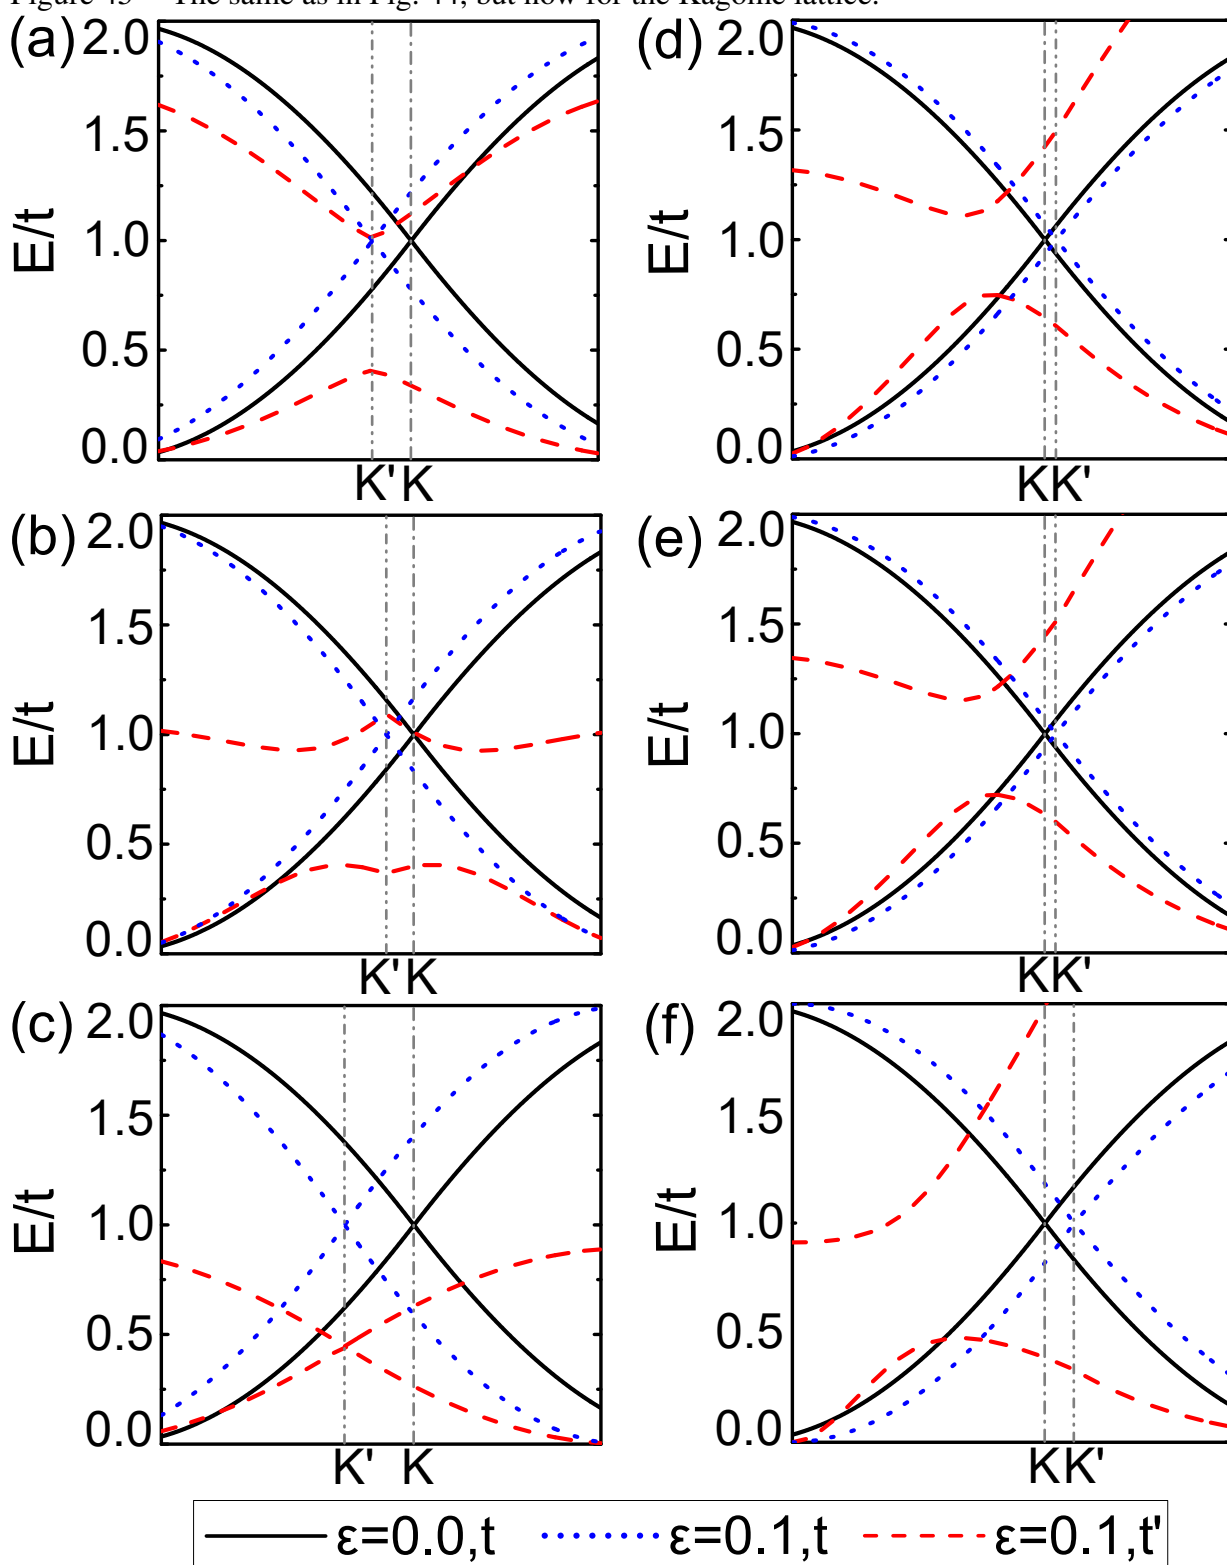 Figure 45 – The same as in Fig. 44, but now for the Kagome lattice.
(a) 2.0 1.5 1.0 0.5 0.0 E/t K' K
(d) 2.0 1.5 1.0 0.5 0.0 E/t K K'
(b) 2.0 1.5 1.0 0.5 0.0 E/t K' K
(e) 2.0 1.5 1.0 0.5 0.0 E/t K K'
(c) 2.0 1.5 1.0 0.5 0.0 E/t K' K
(f) 2.0 1.5 1.0 0.5 0.0 E/t K K'
ε=0.0,t ε=0.1,t ε=0.1,t'